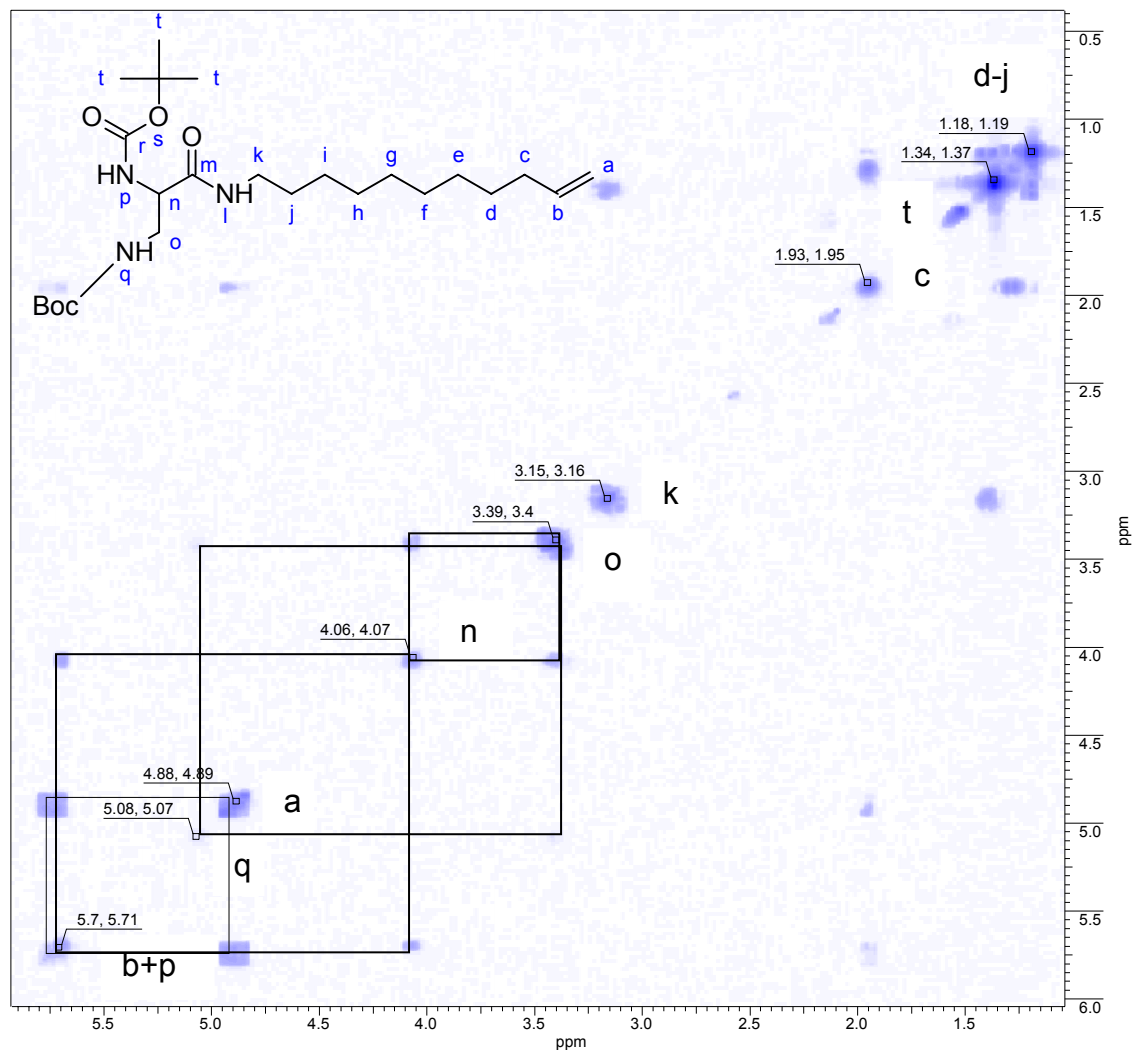 t
t
t
O
O
O
s
r
m
k
i
g
e
c
a
NH
p
n
NH
l
j
h
f
d
b
NH
o
q
Boc
d-j
1.18, 1.19
1.34, 1.37
t
1.93, 1.95
c
3.15, 3.16
k
3.39, 3.4
o
4.06, 4.07
n
4.88, 4.89
a
5.08, 5.07
q
5.7, 5.71
b+p
0.5
1.0
1.5
2.0
2.5
3.0
3.5
4.0
4.5
5.0
5.5
6.0
ppm
5.5 5.0 4.5 4.0 3.5 3.0 2.5 2.0 1.5
ppm